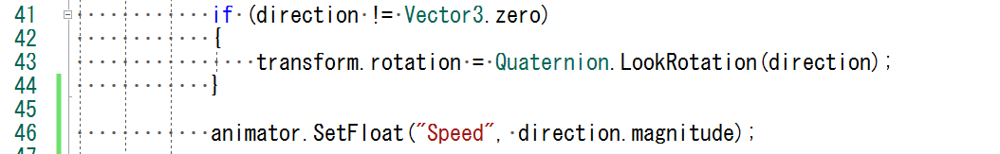 41 if (direction != Vector3.zero)
42 {
43 transform.rotation = Quaternion.LookRotation(direction);
44 }
45
46 animator.SetFloat("Speed", direction.magnitude);